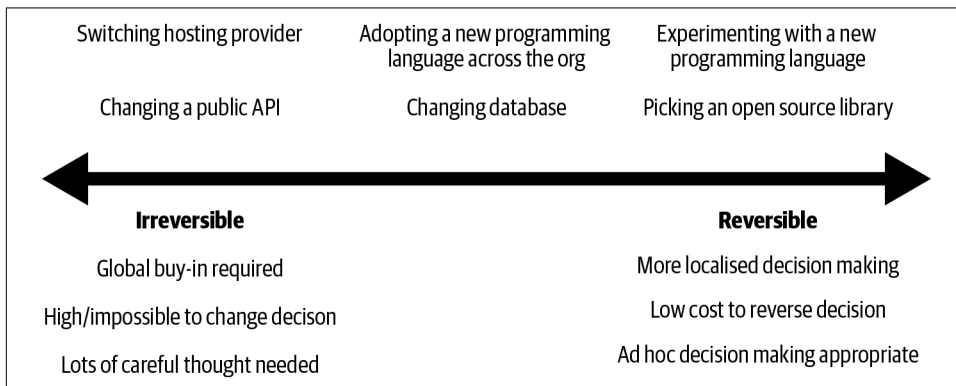 Switching hosting provider
Adopting a new programming
language across the org
Experimenting with a new
programming language
Changing a public API
Changing database
Picking an open source library
Irreversible
Reversible
Global buy-in required
More localised decision making
High/impossible to change decison
Low cost to reverse decision
Lots of careful thought needed
Ad hoc decision making appropriate